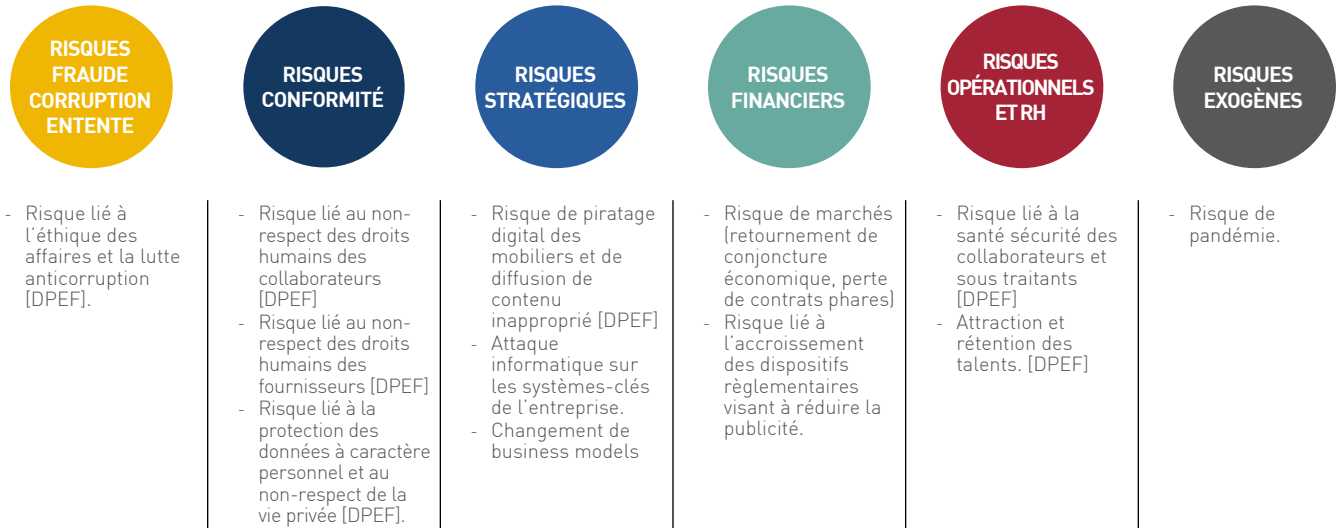 RISQUES
FRAUDE
CORRUPTION
ENTENTE
RISQUES
CONFORMITÉ
RISQUES
STRATÉGIQUES
RISQUES
FINANCIERS
RISQUES
OPÉRATIONNELS
ET RH
RISQUES
EXOGÈNES
- Risque lié à
l'éthique des
affaires et la lutte
anticorruption
[DPEF].
- Risque lié au non-
respect des droits
humains des
collaborateurs
[DPEF]
- Risque lié au non-
respect des droits
humains des
fournisseurs [DPEF]
- Risque lié à la
protection des
données à caractère
personnel et au
non-respect de la
vie privée [DPEF].
- Risque de piratage
digital des
mobiliers et de
diffusion de
contenu
inapproprié [DPEF]
- Attaque
informatique sur
les systèmes-clés
de l'entreprise.
- Changement de
business models
- Risque de marchés
(retournement de
conjoncture
économique, perte
de contrats phares)
- Risque lié à
l'accroissement
des dispositifs
règlementaires
visant à réduire la
publicité.
- Risque lié à la
santé sécurité des
collaborateurs et
sous traitants
[DPEF]
- Attraction et
rétention des
talents. [DPEF]
- Risque de
pandémie.